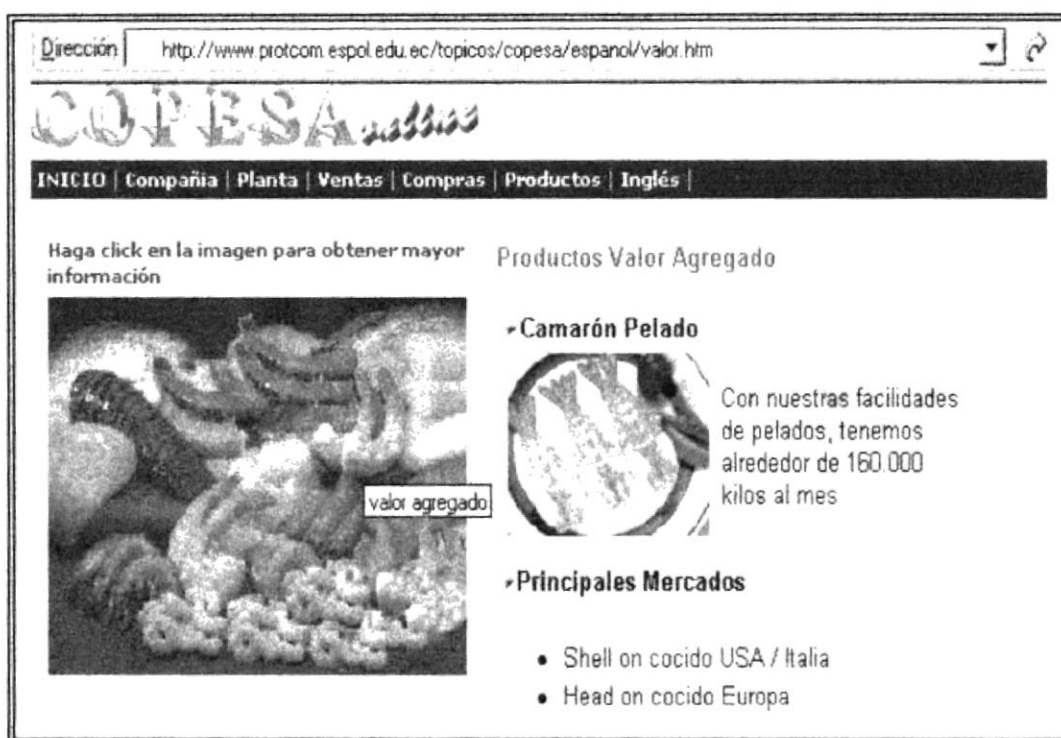 Dirección http://www.protcom.espol.edu.ec/topicos/copesa/espanol/valor.htm
COPESA online
INICIO | Compañia | Planta | Ventas | Compras | Productos | Inglés |
Haga click en la imagen para obtener mayor
información
valor agregado
Productos Valor Agregado
Camarón Pelado
Con nuestras facilidades
de pelados, tenemos
alrededor de 160.000
kilos al mes
Principales Mercados
• Shell on cocido USA / Italia
• Head on cocido Europa